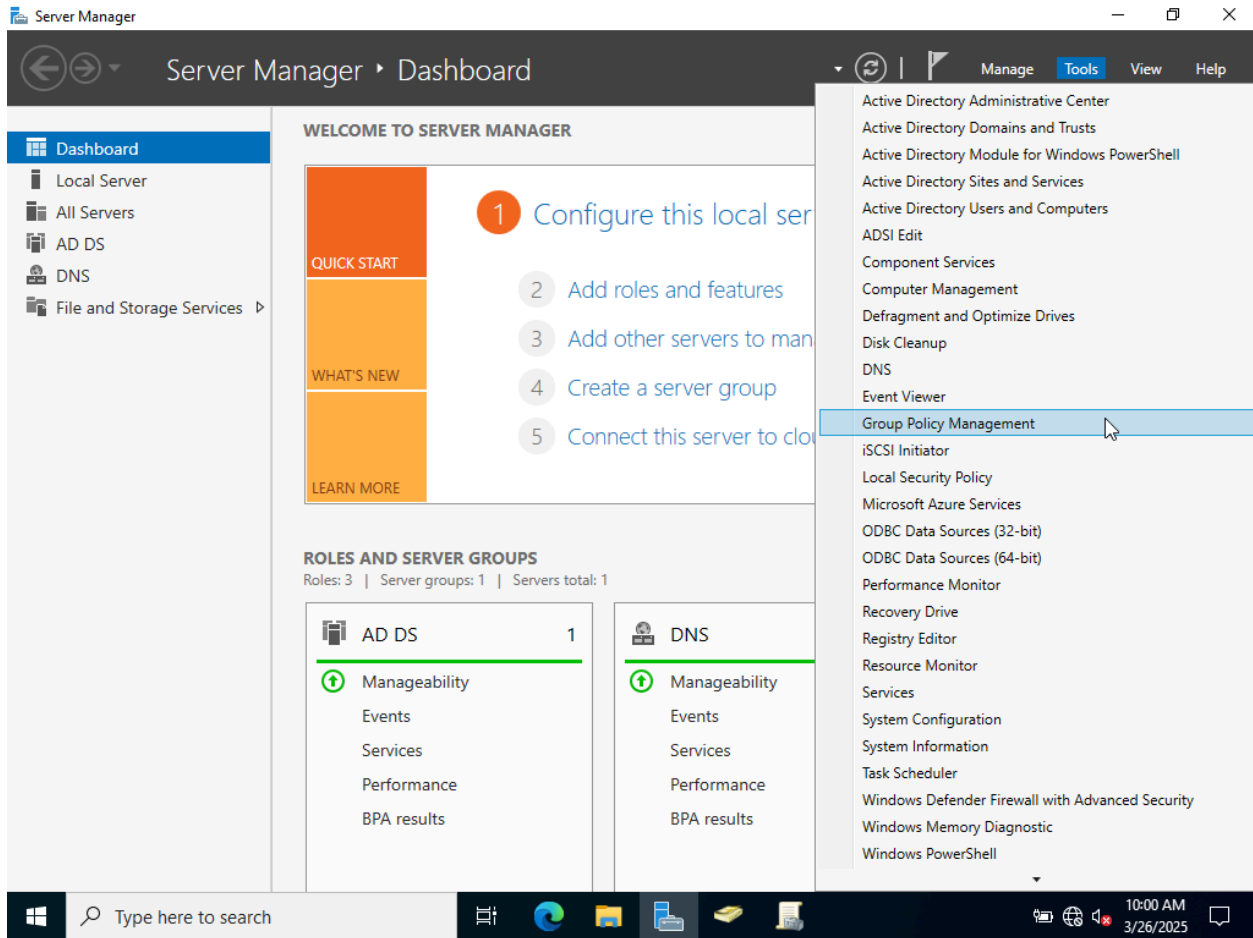 Server Manager
Server Manager ‣ Dashboard
Manage Tools View Help
Dashboard
Local Server
All Servers
AD DS
DNS
File and Storage Services
WELCOME TO SERVER MANAGER
QUICK START
WHAT'S NEW
LEARN MORE
1 Configure this local ser
2 Add roles and features
3 Add other servers to man
4 Create a server group
5 Connect this server to clou
ROLES AND SERVER GROUPS
Roles: 3 | Server groups: 1 | Servers total: 1
AD DS 1
Manageability
Events
Services
Performance
BPA results
DNS
Manageability
Events
Services
Performance
BPA results
Active Directory Administrative Center
Active Directory Domains and Trusts
Active Directory Module for Windows PowerShell
Active Directory Sites and Services
Active Directory Users and Computers
ADSI Edit
Component Services
Computer Management
Defragment and Optimize Drives
Disk Cleanup
DNS
Event Viewer
Group Policy Management
iSCSI Initiator
Local Security Policy
Microsoft Azure Services
ODBC Data Sources (32-bit)
ODBC Data Sources (64-bit)
Performance Monitor
Recovery Drive
Registry Editor
Resource Monitor
Services
System Configuration
System Information
Task Scheduler
Windows Defender Firewall with Advanced Security
Windows Memory Diagnostic
Windows PowerShell
Type here to search
10:00 AM
3/26/2025